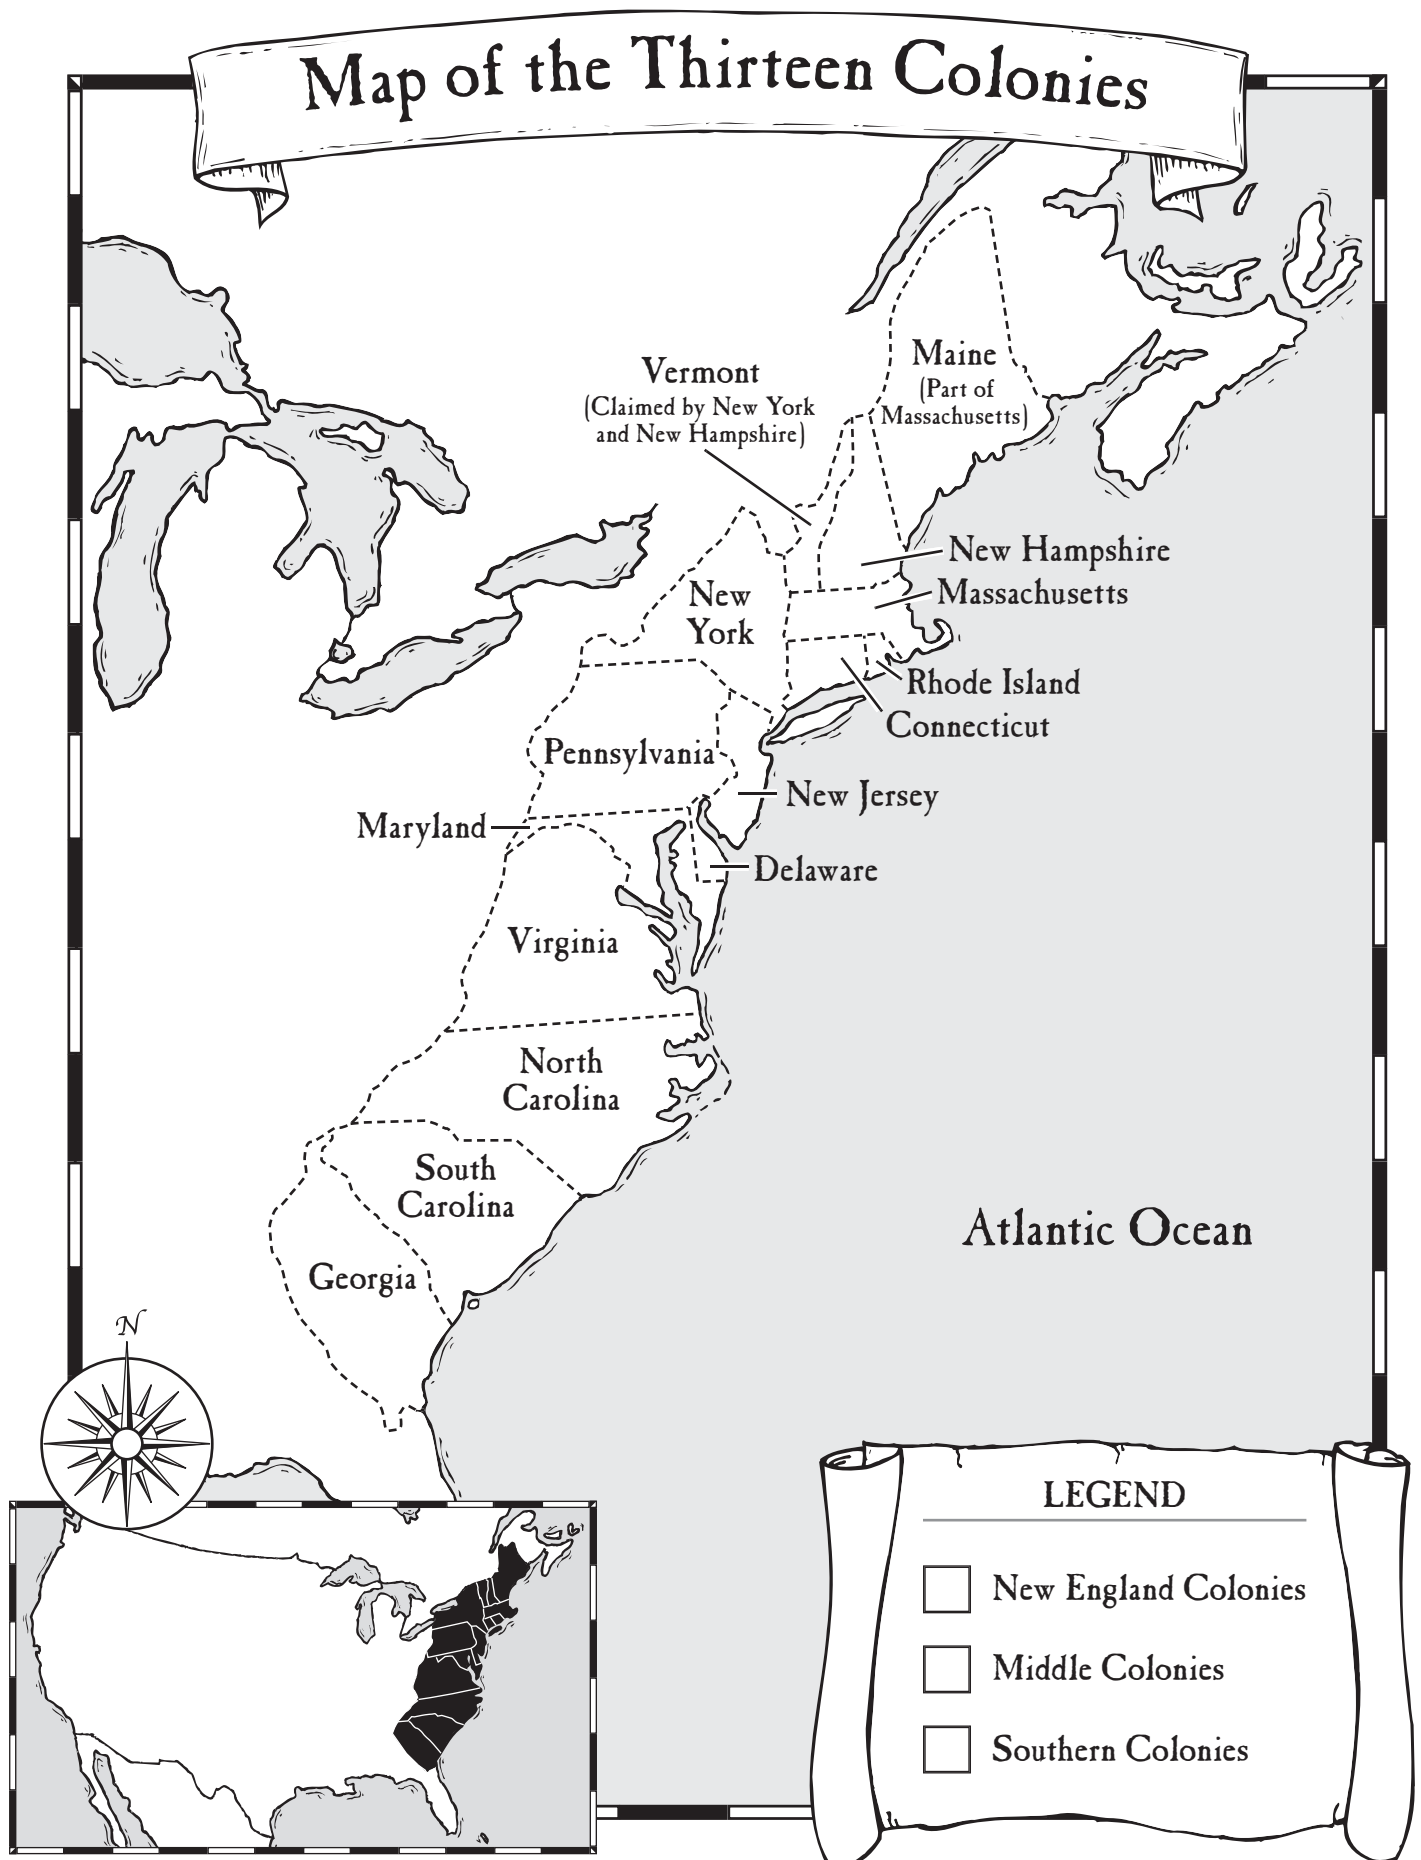 Map of the Thirteen Colonies
Maine
(Part of
Massachusetts)
Vermont
(Claimed by New York
and New Hampshire)
New Hampshire
Massachusetts
New
York
Rhode Island
Connecticut
Pennsylvania
New Jersey
Maryland
Delaware
Virginia
North
Carolina
South
Carolina
Atlantic Ocean
Georgia
N
LEGEND
New England Colonies
Middle Colonies
Southern Colonies